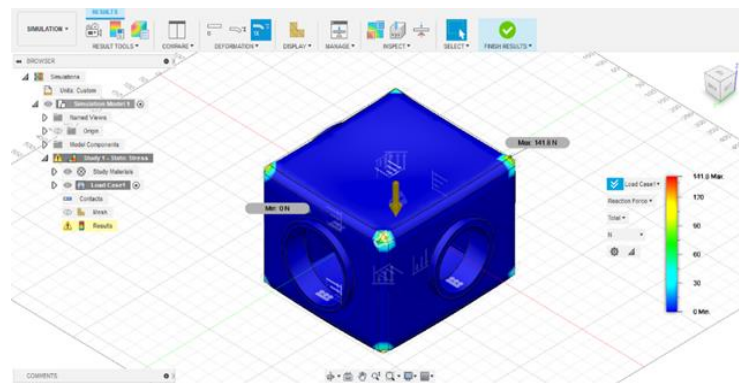 RESULTS
SIMULATION
RESULT TOOLS
COMPARE
DEFORMATION
DISPLAY
MANAGE
INSPECT
SELECT
FINISH RESULTS
BROWSER
Simulations
Units: Custom
Simulation Model 1
Named Views
Origin
Model Components
Study 1 - Static Stress
Study Materials
Load Case1
Contacts
Mesh
Results
Max: 141.8 N
Min: 0 N
Load Case1
Reaction Force
Total
N
141.8 Max.
120
90
60
30
0 Min.
COMMENTS